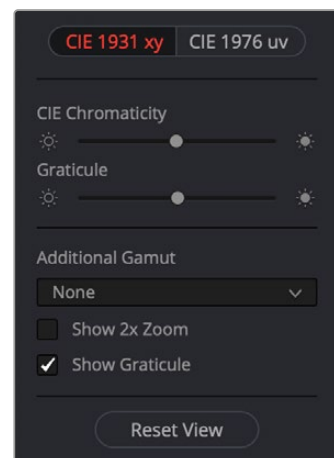 CIE 1931 xy CIE 1976 uv
CIE Chromaticity
Graticule
Additional Gamut
None
Show 2x Zoom
Show Graticule
Reset View